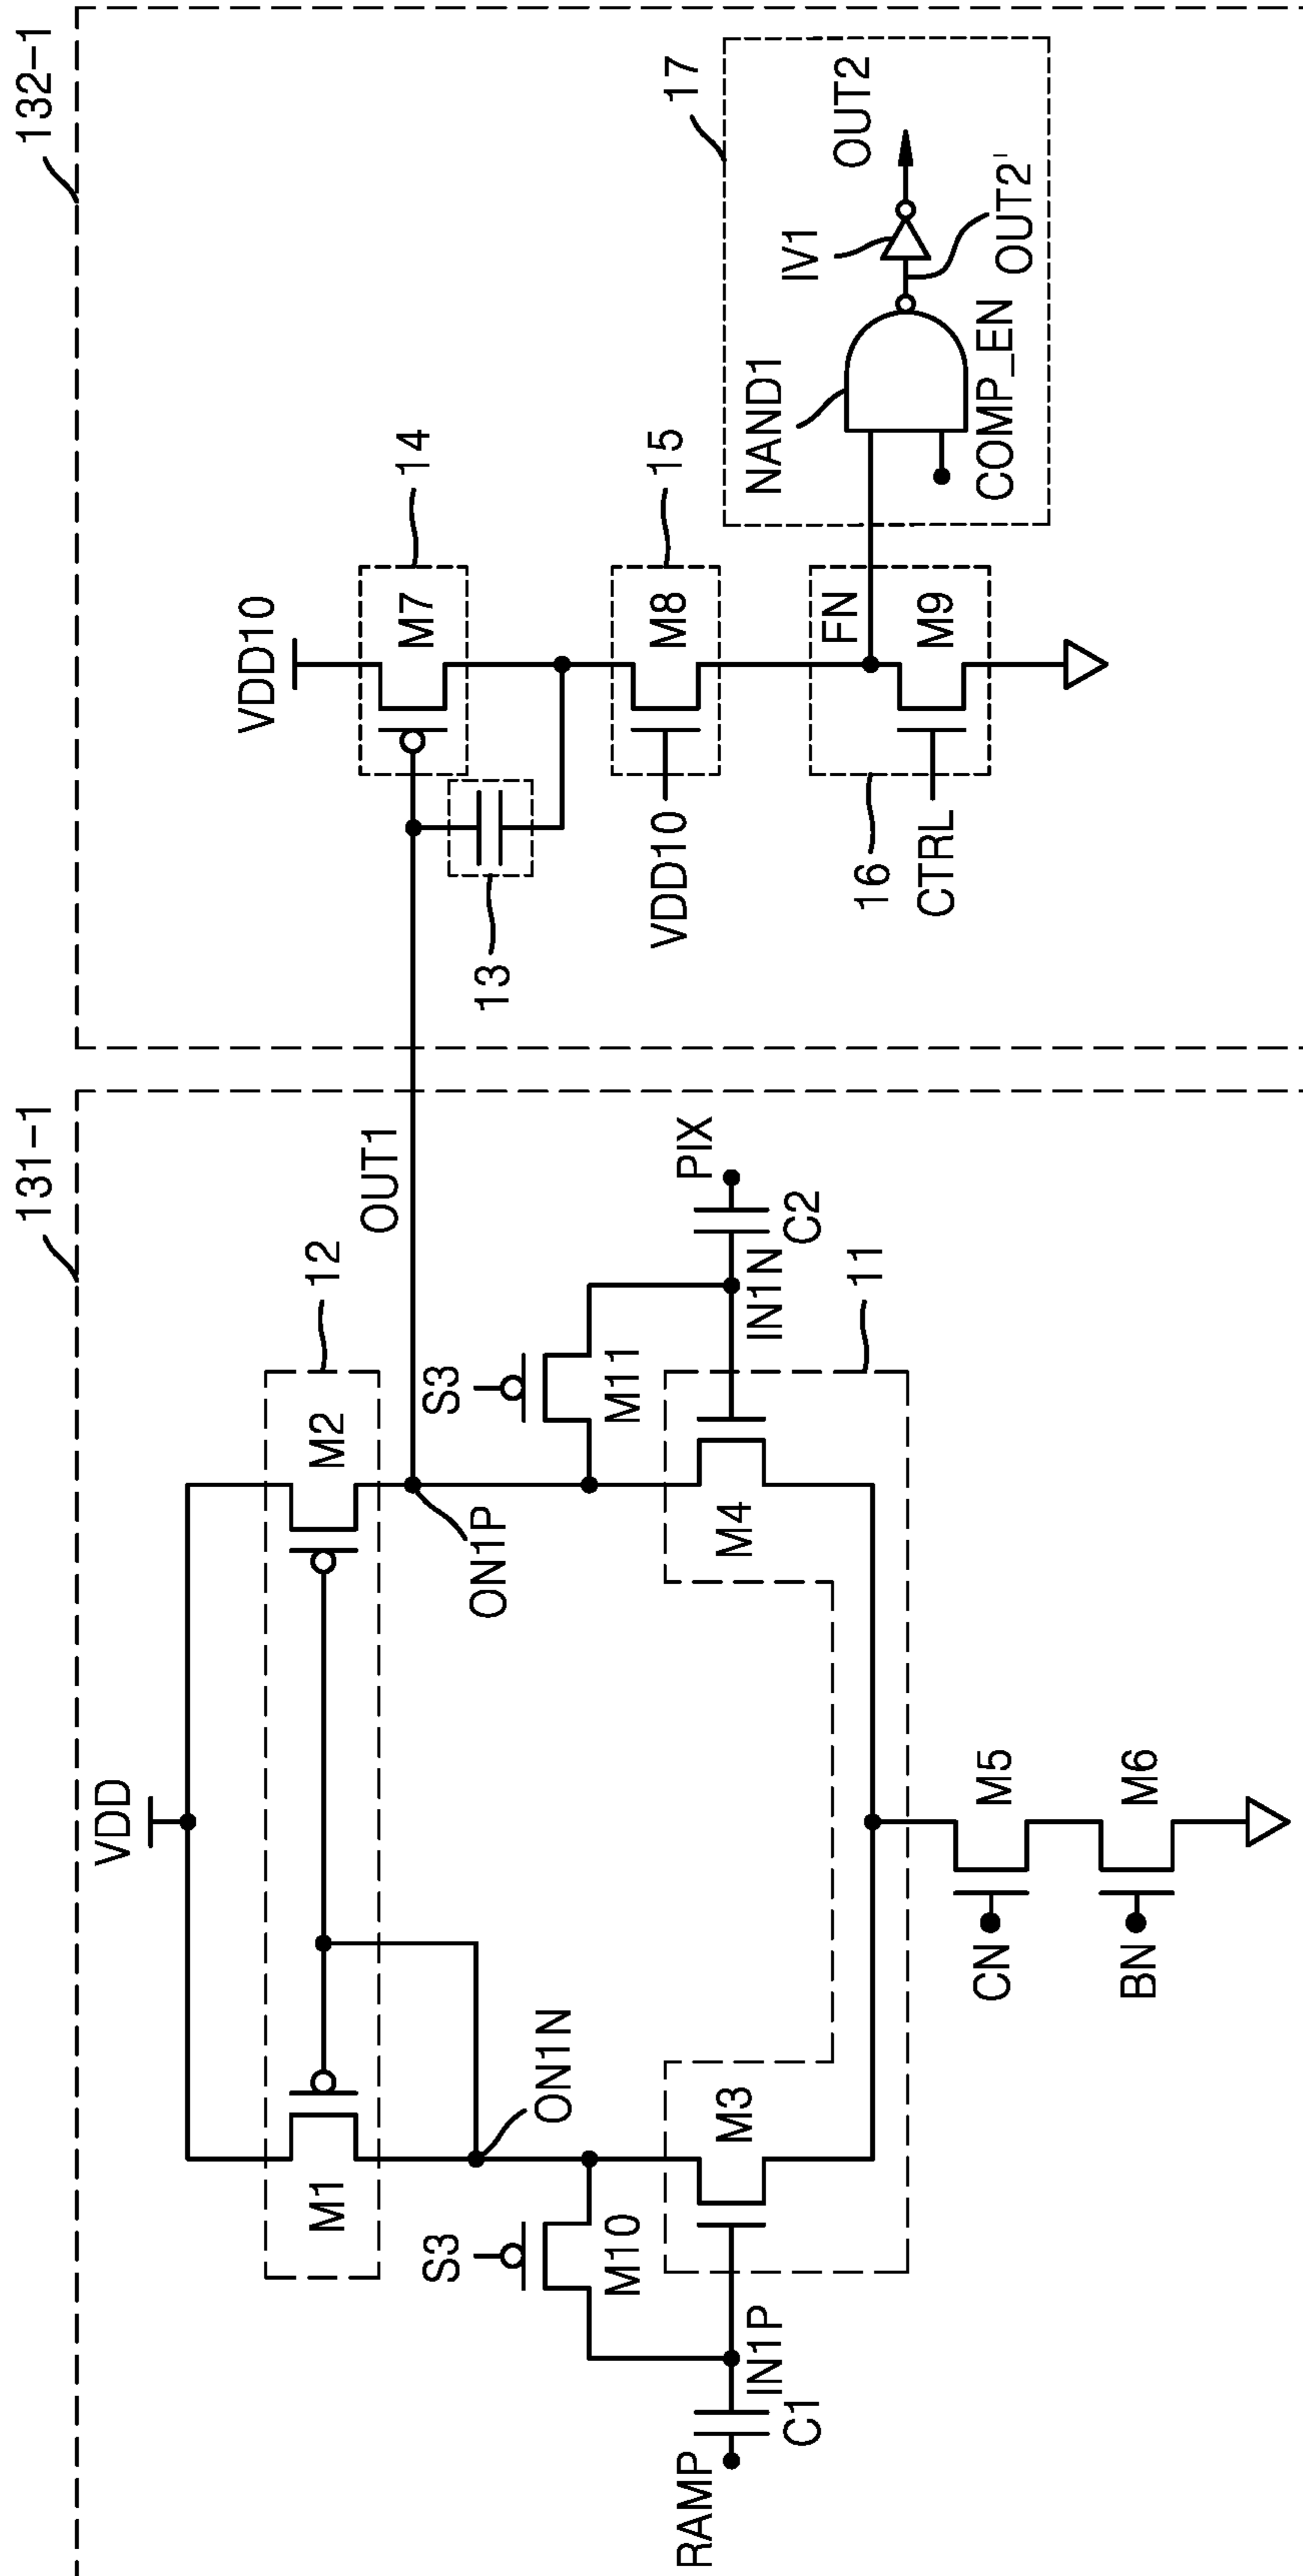 131-1
132-1
VDD
12
M1
M2
OUT1
ON1P
ON1N
S3
M10
S3
M11
RAMP
C1
IN1P
M3
M4
IN1N
C2
PIX
11
CN
M5
BN
M6
VDD10
14
M7
13
15
M8
VDD10
16
FN
M9
CTRL
17
NAND1
COMP_EN
IV1
OUT2'
OUT2